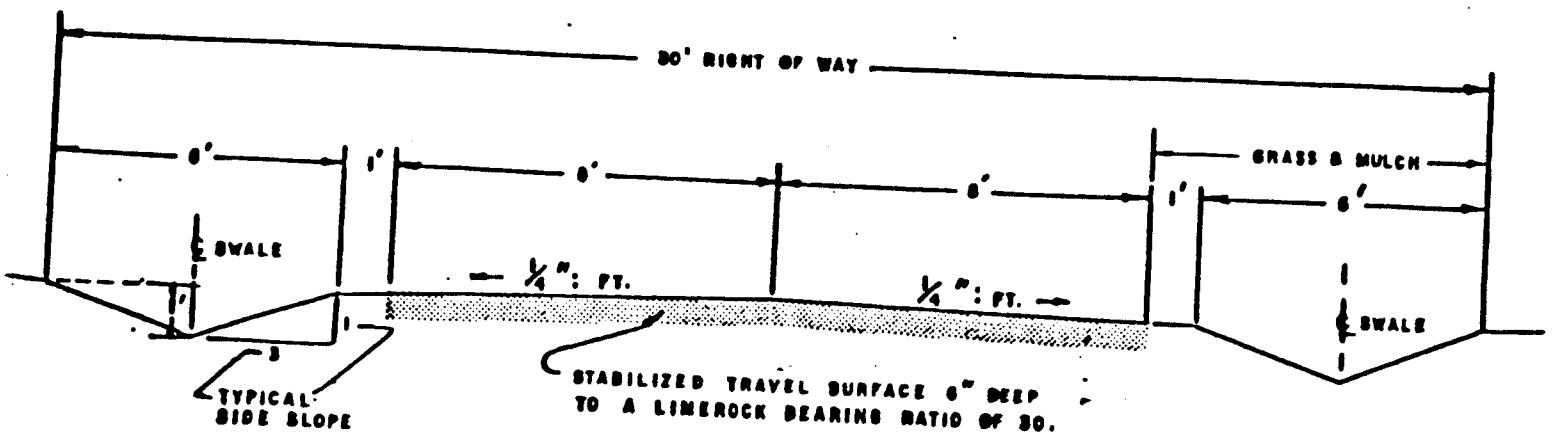 30' RIGHT OF WAY
6'
1'
8'
8'
GRASS & MULCH
1'
6'
℄ SWALE
1/4 ": FT.
1/4 ": FT.
1'
℄ SWALE
1
3
TYPICAL
SIDE SLOPE
STABILIZED TRAVEL SURFACE 6" DEEP
TO A LIMEROCK BEARING RATIO OF 30.